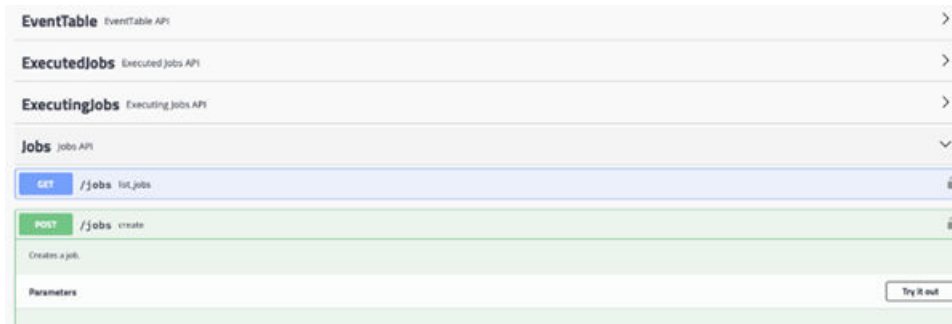 EventTable EventTable API
ExecutedJobs Executed Jobs API
ExecutingJobs Executing Jobs API
Jobs Jobs API
GET /jobs list_jobs
POST /jobs create
Creates a job.
Parameters Try it out